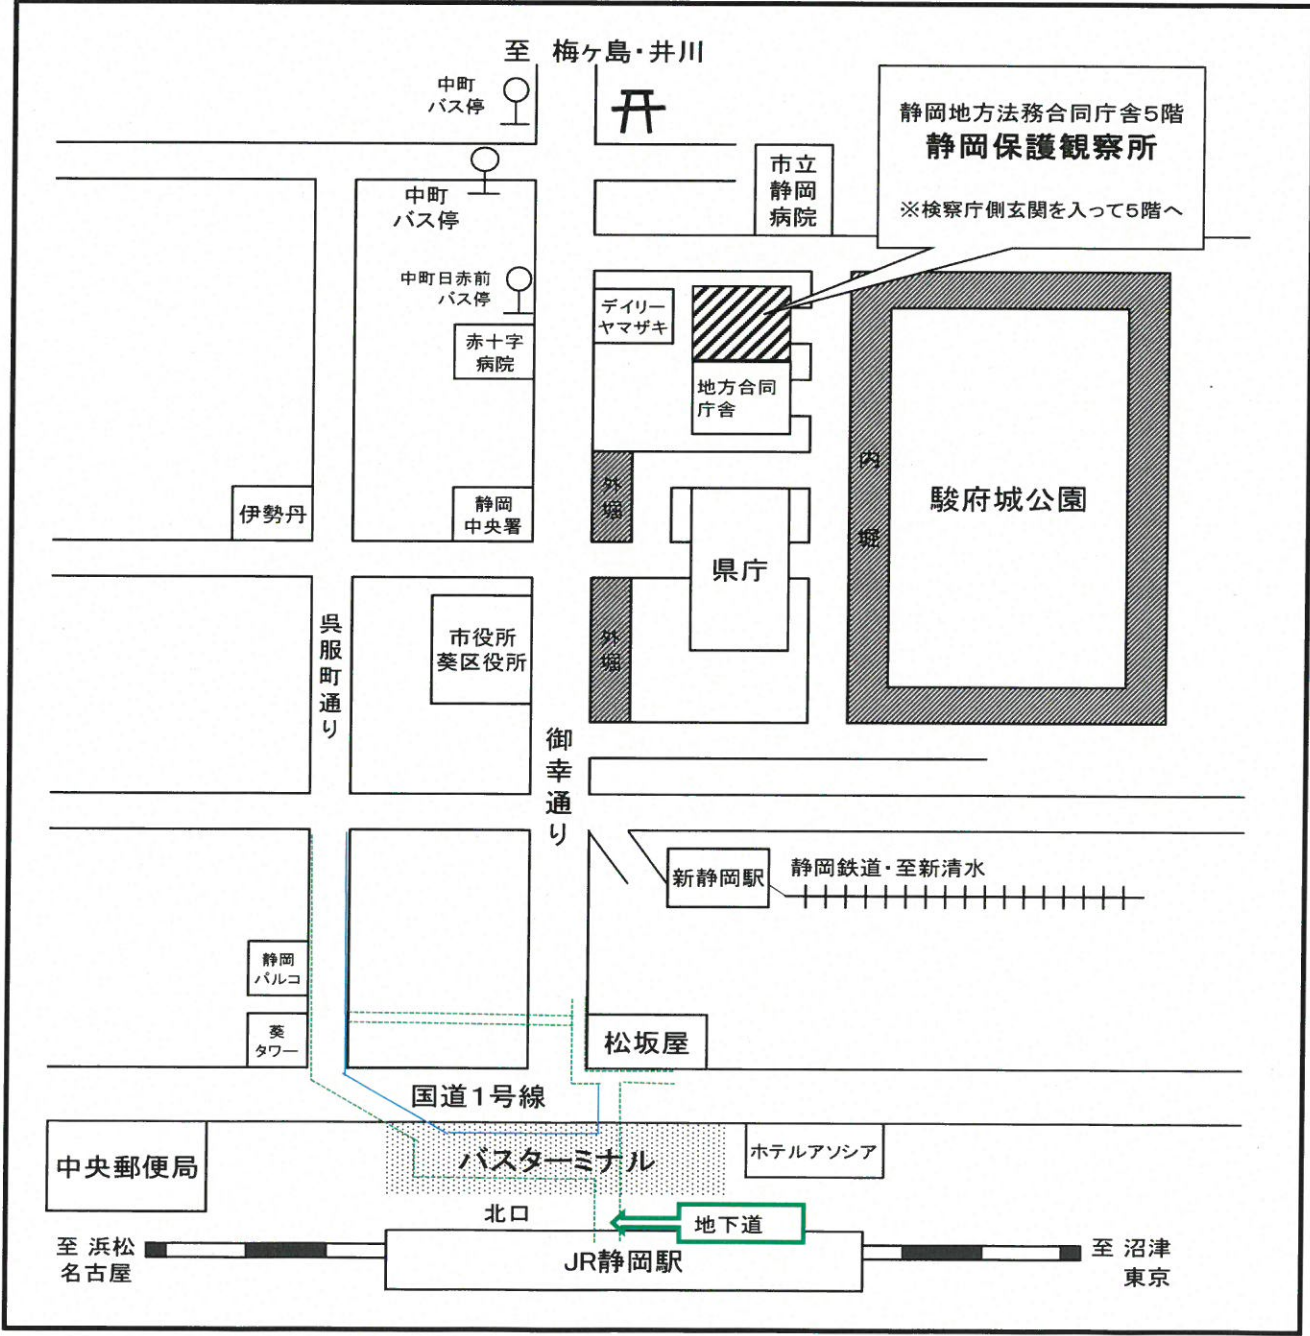 至 梅ヶ島・井川
中町
バス停
静岡地方法務合同庁舎5階
静岡保護観察所
※検察庁側玄関を入って5階へ
市立
静岡
病院
中町
バス停
中町日赤前
バス停
デイリー
ヤマザキ
赤十字
病院
地方合同
庁舎
内堀
駿府城公園
外堀
伊勢丹
静岡
中央署
県庁
外堀
呉服町通り
市役所
葵区役所
御幸通り
新静岡駅
静岡鉄道・至新清水
静岡
パルコ
葵
タワー
松坂屋
国道1号線
中央郵便局
バスターミナル
ホテルアソシア
北口
地下道
至 浜松
名古屋
JR静岡駅
至 沼津
東京